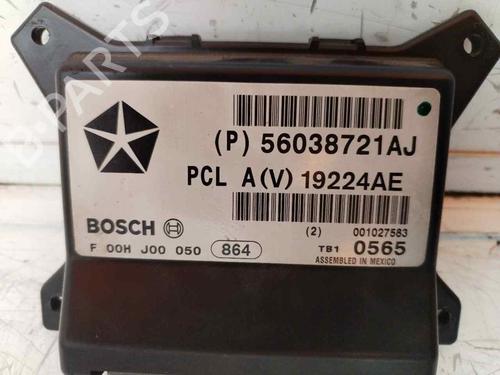 (P) 56038721AJ
PCL A(V) 19224AE
BOSCH
(2) 001027583
F 00H J00 050 864
TB1 0565
ASSEMBLED IN MEXICO
B-PARTS